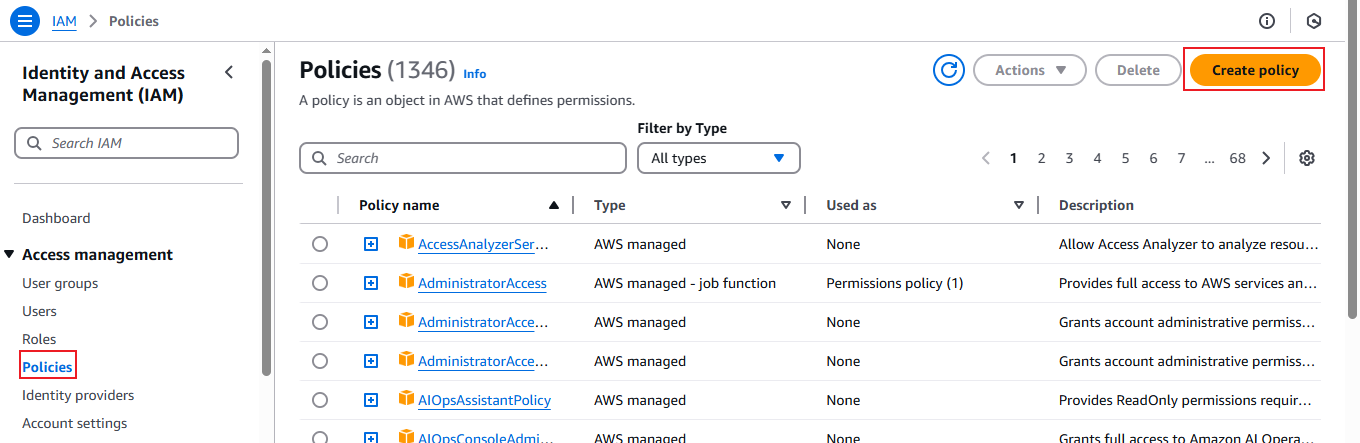 IAM > Policies
Identity and Access
Management (IAM)
Search IAM
Dashboard
Access management
User groups
Users
Roles
Policies
Identity providers
Account settings
Policies (1346) Info
Actions Delete Create policy
A policy is an object in AWS that defines permissions.
Filter by Type
Search All types 1 2 3 4 5 6 7 ... 68
Policy name Type Used as Description
AccessAnalyzerSer... AWS managed None Allow Access Analyzer to analyze resou...
AdministratorAccess AWS managed - job function Permissions policy (1) Provides full access to AWS services an...
AdministratorAcce... AWS managed None Grants account administrative permiss...
AdministratorAcce... AWS managed None Grants account administrative permiss...
AIOpsAssistantPolicy AWS managed None Provides ReadOnly permissions requir...
AIOpsConsoleAdmi... AWS managed None Grants full access to Amazon AI Opera...